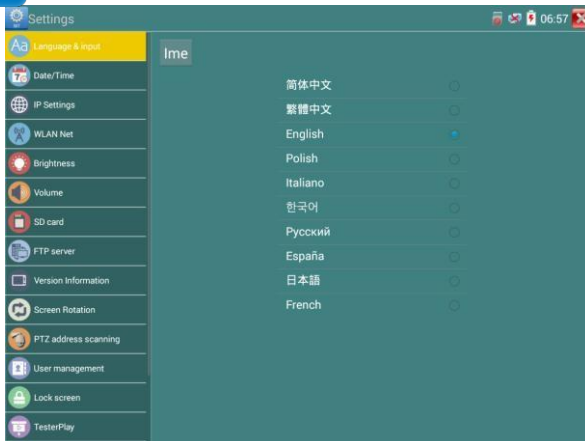 Settings
06:57
Language & input
Date/Time
IP Settings
WLAN Net
Brightness
Volume
SD card
FTP server
Version Information
Screen Rotation
PTZ address scanning
User management
Lock screen
TesterPlay
Ime
简体中文
繁體中文
English
Polish
Italiano
한국어
Русский
España
日本語
French